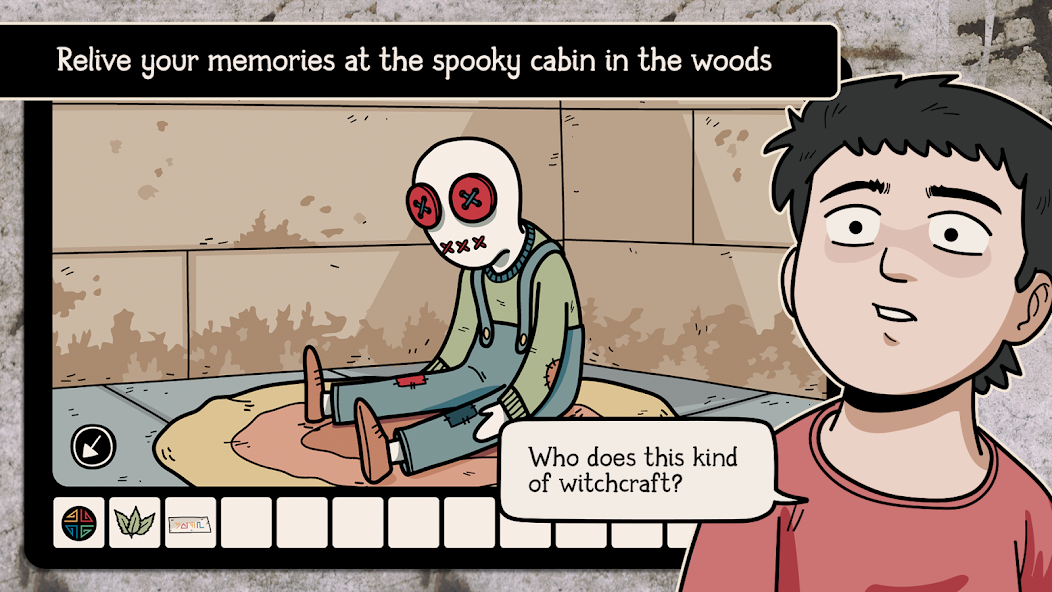 Relive your memories at the spooky cabin in the woods
Who does this kind
of witchcraft?